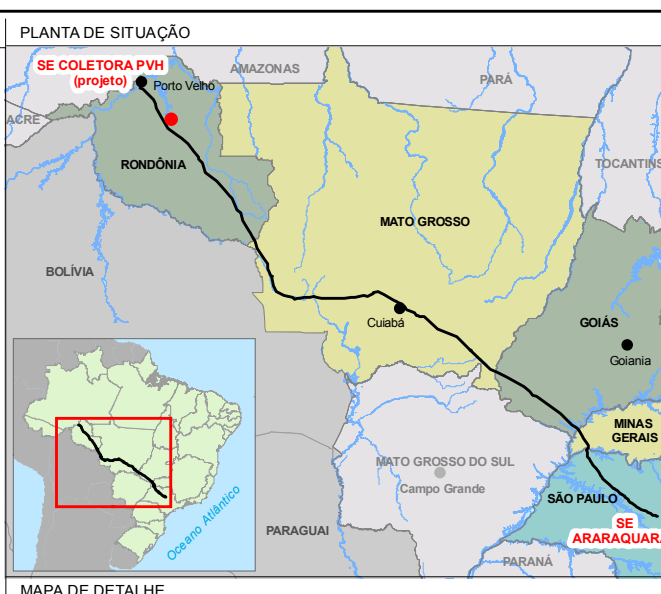 PLANTA DE SITUAÇÃO
SE COLETORA PVH
(projeto)
Porto Velho
AMAZONAS
PARÁ
ACRE
TOCANTINS
RONDÔNIA
MATO GROSSO
BOLÍVIA
Cuiabá
GOIÁS
Goiania
MINAS
GERAIS
MATO GROSSO DO SUL
Campo Grande
SÃO PAULO
SE
ARARAQUARA
PARAGUAI
PARANÁ
Oceano Atlântico
MAPA DE DETALHE